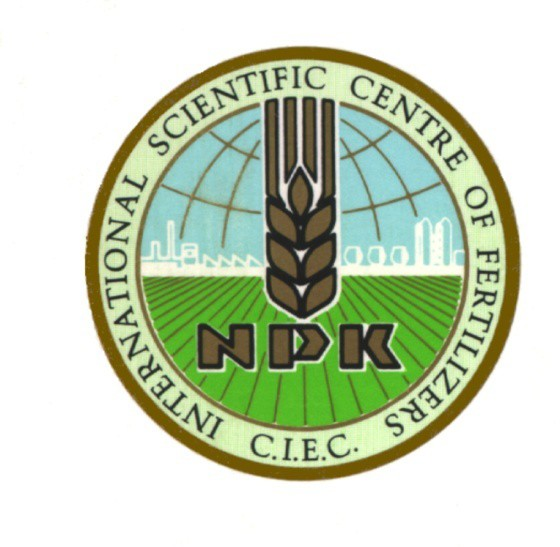 INTERNATIONAL SCIENTIFIC CENTRE OF FERTILIZERS
NPK
C.I.E.C.